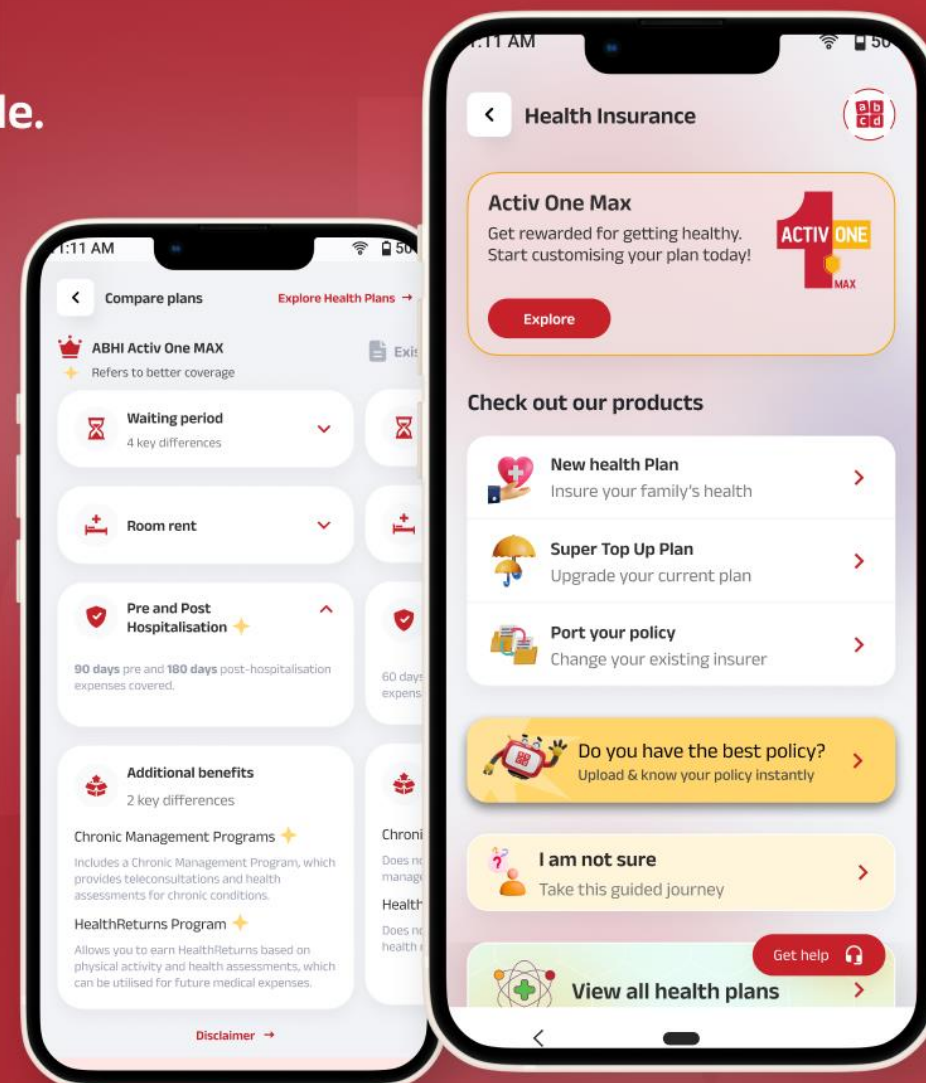 le.
1:11 AM
50
Compare plans
Explore Health Plans →
ABHI Activ One MAX
Refers to better coverage
Waiting period
4 key differences
Room rent
Pre and Post
Hospitalisation
90 days pre and 180 days post-hospitalisation
expenses covered.
60 days
Additional benefits
2 key differences
Chronic Management Programs
Includes a Chronic Management Program, which
provides teleconsultations and health
assessments for chronic conditions.
HealthReturns Program
Allows you to earn HealthReturns based on
physical activity and health assessments, which
can be utilised for future medical expenses.
Disclaimer →
:11 AM
50
Health Insurance
a b
c d
Activ One Max
Get rewarded for getting healthy.
Start customising your plan today!
ACTIV ONE
MAX
Explore
Check out our products
New health Plan
Insure your family's health
Super Top Up Plan
Upgrade your current plan
Port your policy
Change your existing insurer
Do you have the best policy?
Upload & know your policy instantly
I am not sure
Take this guided journey
Get help
View all health plans